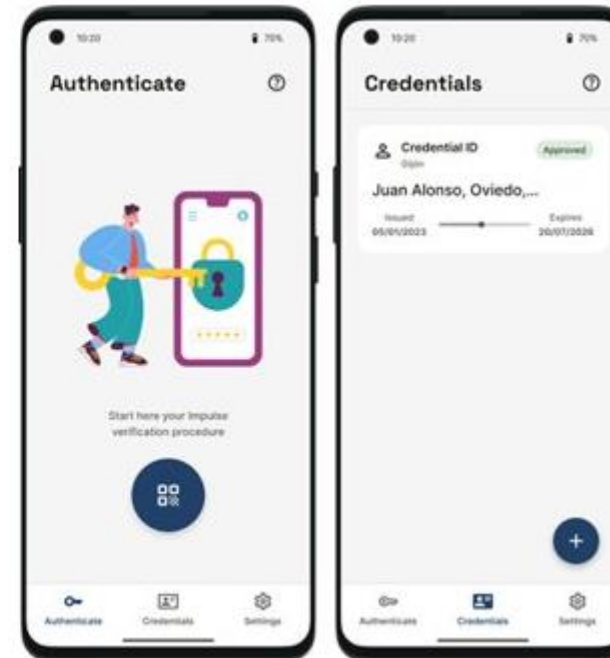 10:20
70%
Authenticate
Start here your Impulse
verification procedure
Authenticate
Credentials
Settings
10:20
70%
Credentials
Credential ID
Approved
Gijón
Juan Alonso, Oviedo,...
Issued
Expires
05/01/2023
20/07/2026
Authenticate
Credentials
Settings